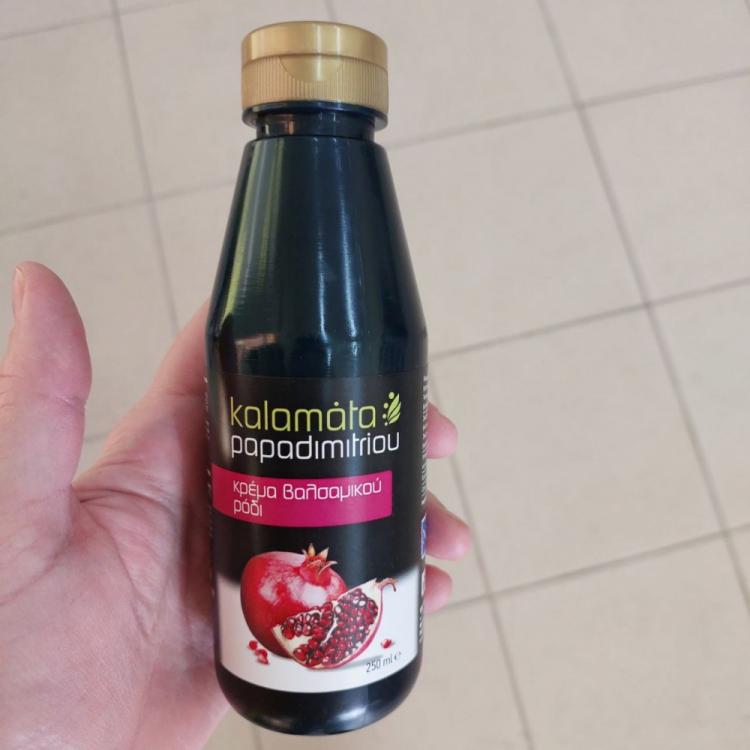 kalamata
papadimitriou
κρέμα βαλσαμικού
ρόδι
250 ml e